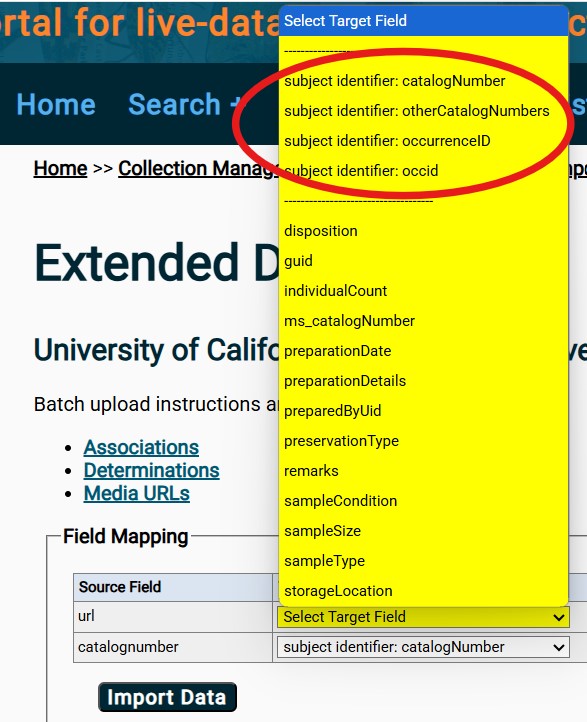 rtal for live-data
Select Target Field
-----------------------------------
subject identifier: catalogNumber
subject identifier: otherCatalogNumbers
subject identifier: occurrenceID
subject identifier: occid
-----------------------------------
disposition
guid
individualCount
ms_catalogNumber
preparationDate
preparationDetails
preparedByUid
preservationType
remarks
sampleCondition
sampleSize
sampleType
storageLocation
Home Search +
Home >> Collection Manag
Extended D
University of Califo
Batch upload instructions a
Associations
Determinations
Media URLs
Field Mapping
Source Field
url Select Target Field
catalognumber subject identifier: catalogNumber
Import Data